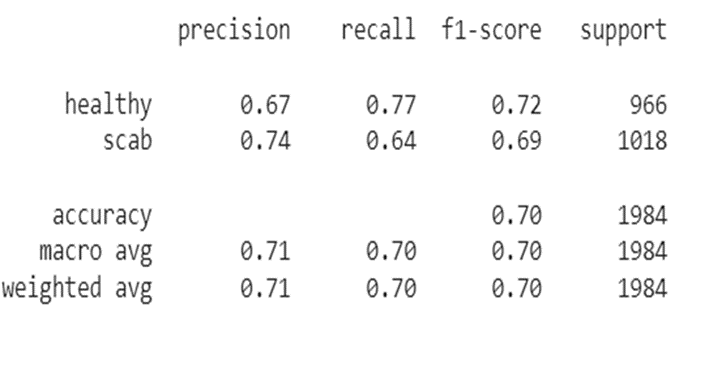 precision recall f1-score support
healthy 0.67 0.77 0.72 966
scab 0.74 0.64 0.69 1018
accuracy 0.70 1984
macro avg 0.71 0.70 0.70 1984
weighted avg 0.71 0.70 0.70 1984